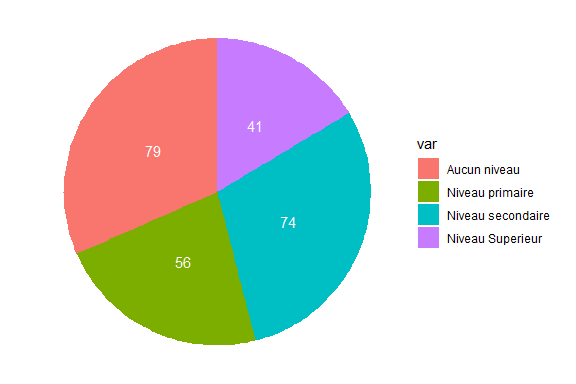 41
79
74
56
var
Aucun niveau
Niveau primaire
Niveau secondaire
Niveau Superieur